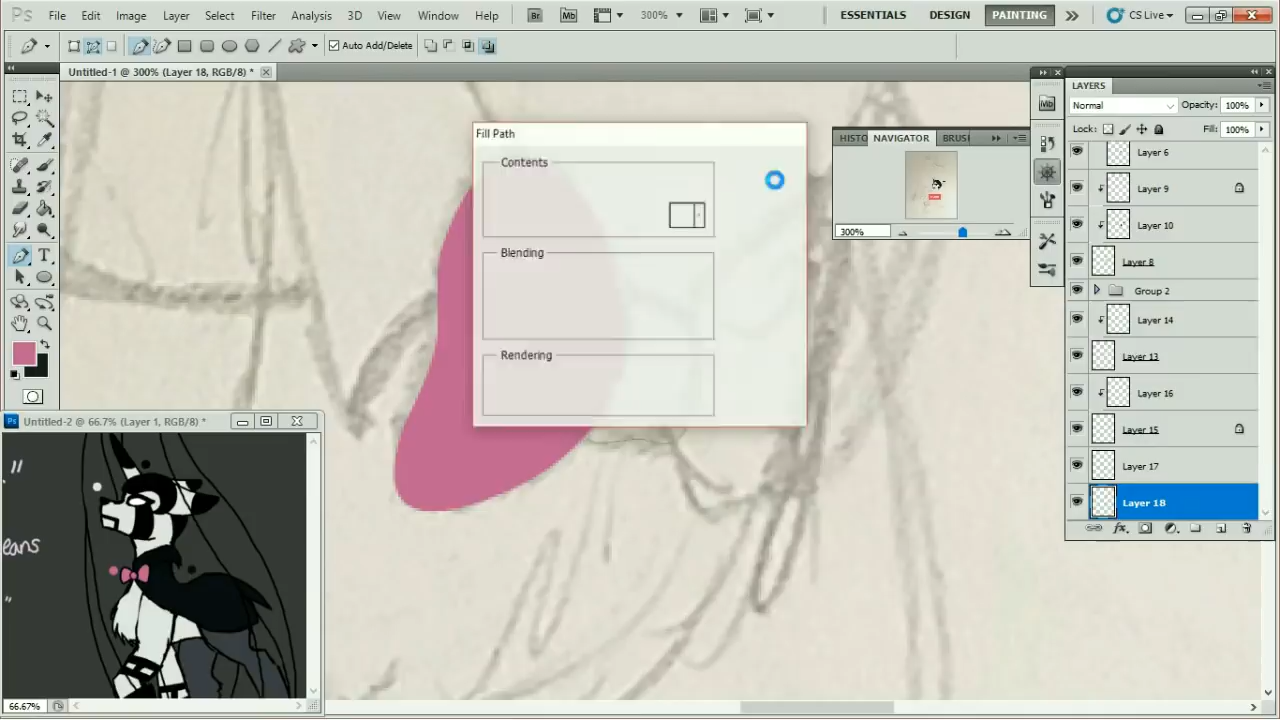 Ps File Edit Image Layer Select Filter Analysis 3D View Window Help Br Mb 300% ESSENTIALS DESIGN PAINTING CS Live
Auto Add/Delete
Untitled-1 @ 300% (Layer 18, RGB/8) *
LAYERS
Normal Opacity: 100%
Lock: Fill: 100%
Mb
Fill Path
Contents
Blending
Rendering
HISTO NAVIGATOR BRUSH
300%
Layer 6
Layer 9
Layer 10
Layer 8
Group 2
Layer 14
Layer 13
Layer 16
Layer 15
Layer 17
Layer 18
fx
T
Ps Untitled-2 @ 66.7% (Layer 1, RGB/8) *
eans
66.67%